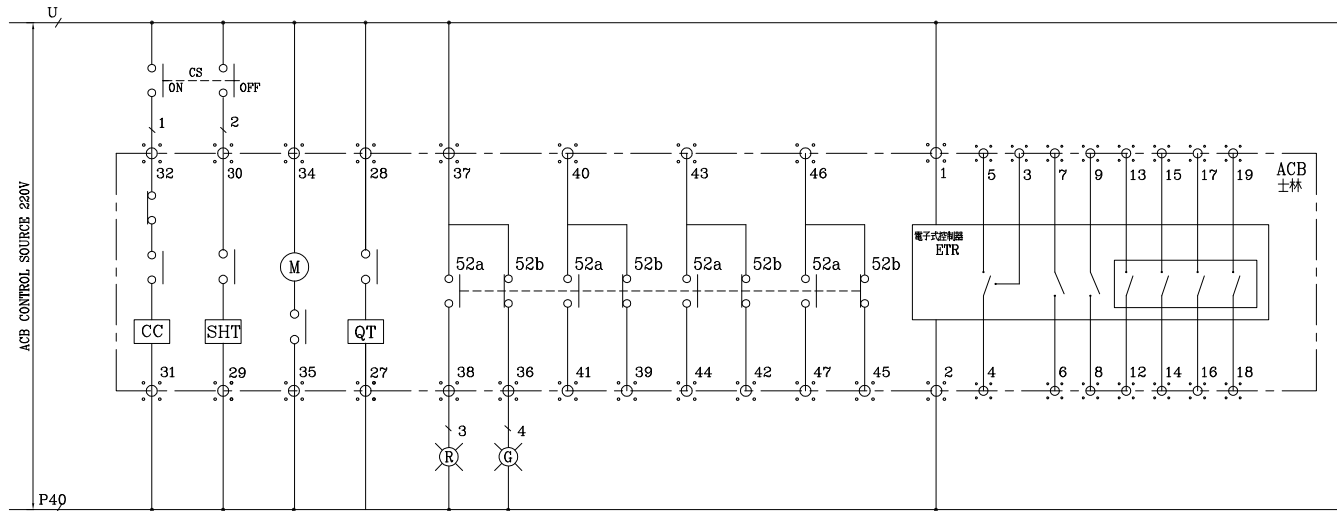 U
CS
ON
OFF
1
2
32
30
34
28
37
40
43
46
1
5
3
7
9
13
15
17
19
ACB
士林
電子式控制器
ETR
ACB CONTROL SOURCE 220V
52a
52b
52a
52b
52a
52b
52a
52b
M
CC
SHT
QT
31
29
35
27
38
36
41
39
44
42
47
45
2
4
6
8
12
14
16
18
3
4
R
G
P40